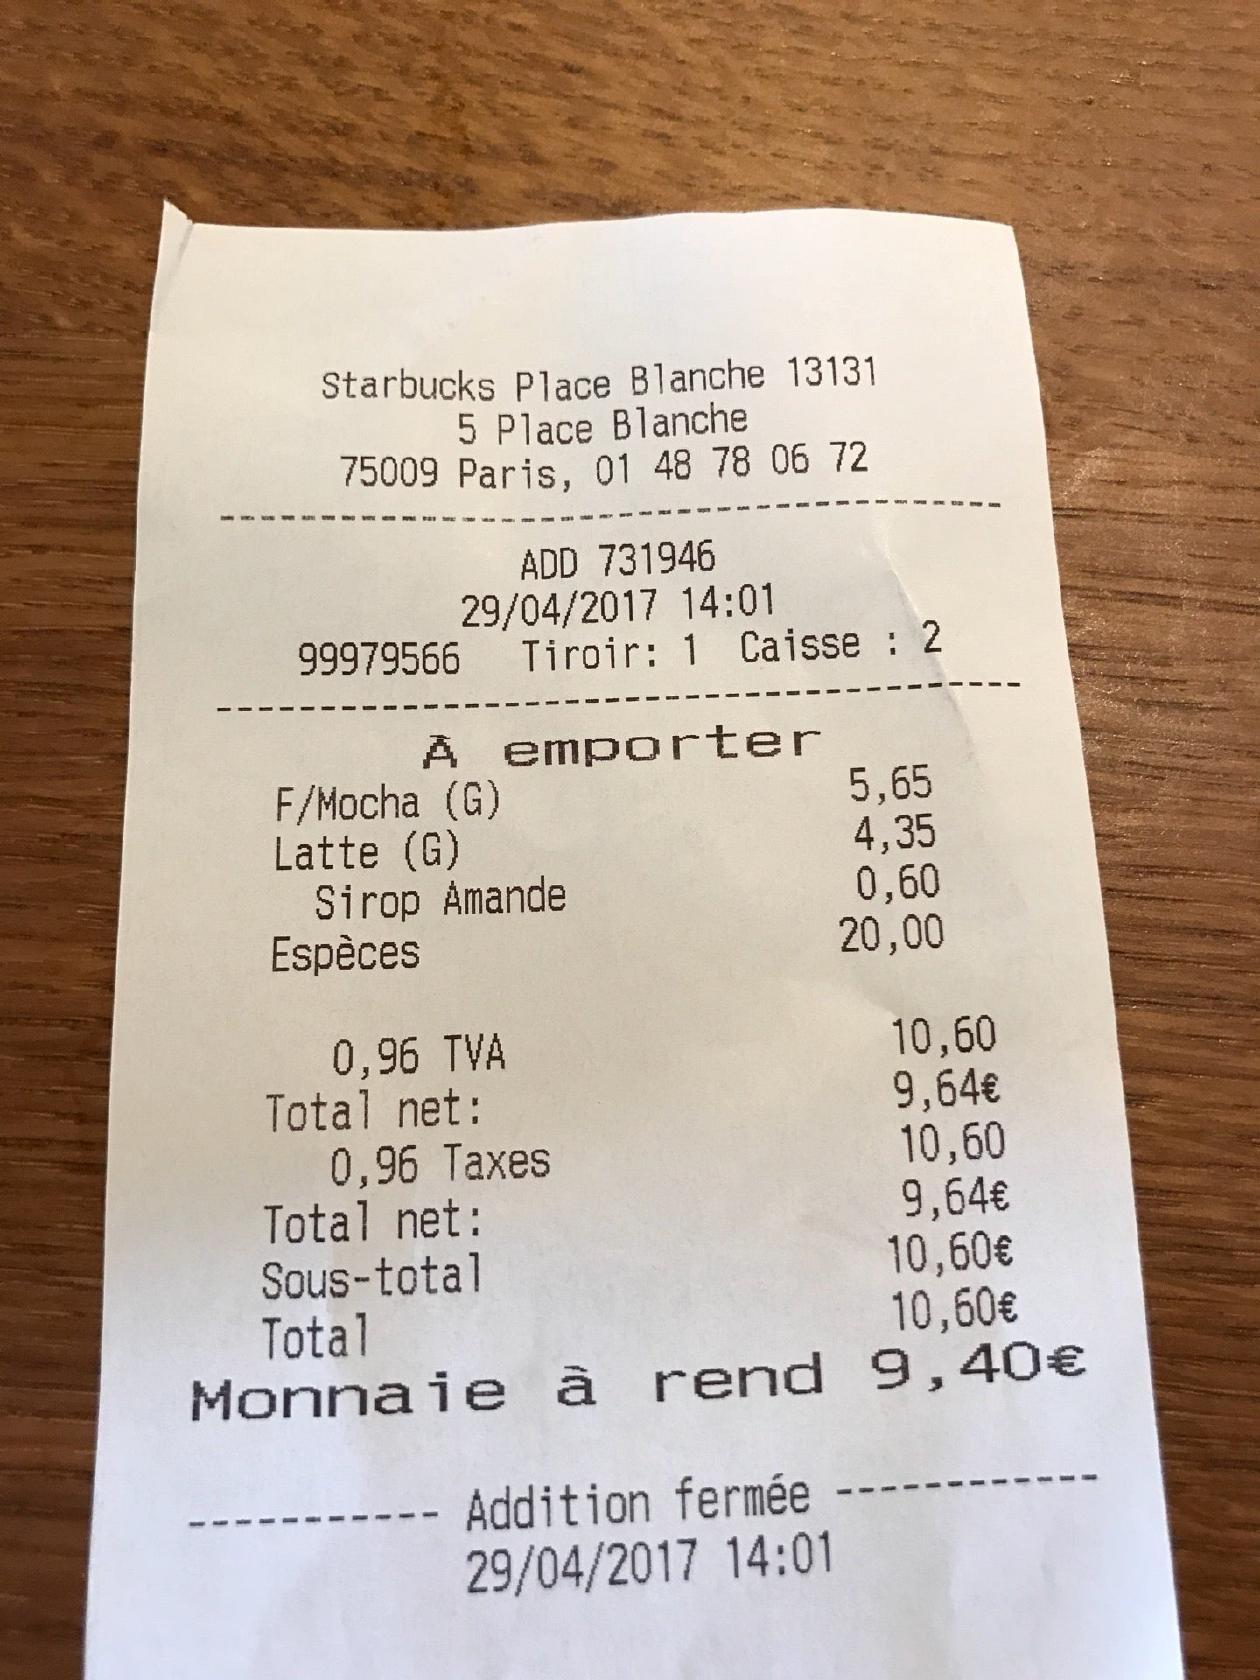 Starbucks Place Blanche 13131
5 Place Blanche
75009 Paris, 01 48 78 06 72
ADD 731946
29/04/2017 14:01
99979566 Tiroir: 1 Caisse : 2
À emporter
F/Mocha (G) 5,65
Latte (G) 4,35
Sirop Amande 0,60
Espèces 20,00
0,96 TVA 10,60
Total net: 9,64€
0,96 Taxes 10,60
Total net: 9,64€
Sous-total 10,60€
Total 10,60€
Monnaie à rend 9,40€
----------- Addition fermée -----------
29/04/2017 14:01